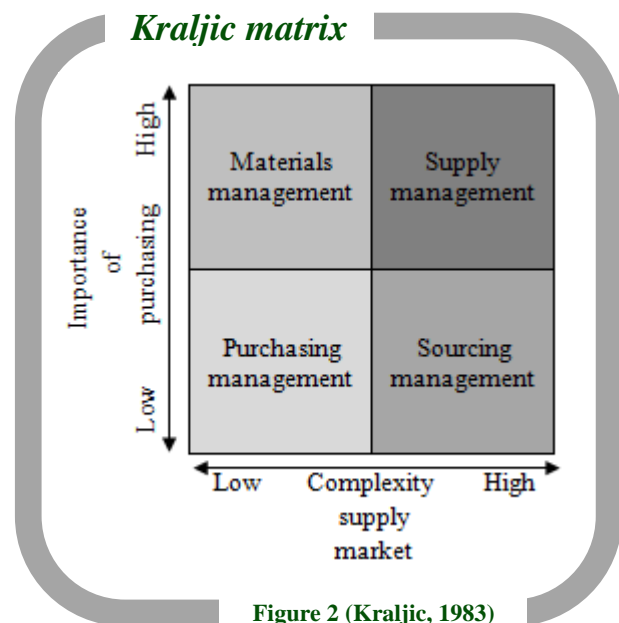 Kraljic matrix
High
Low
Importance
of
purchasing
Materials
management
Supply
management
Purchasing
management
Sourcing
management
Low
Complexity
supply
market
High
Figure 2 (Kraljic, 1983)